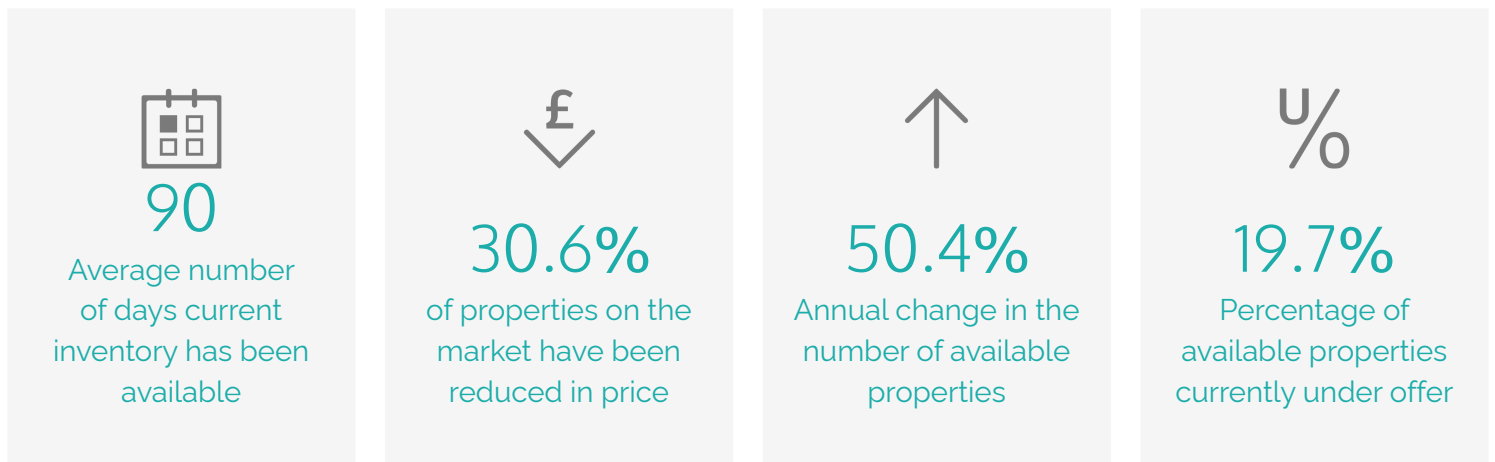 90
Average number
of days current
inventory has been
available
£
30.6%
of properties on the
market have been
reduced in price
50.4%
Annual change in the
number of available
properties
U/O
19.7%
Percentage of
available properties
currently under offer